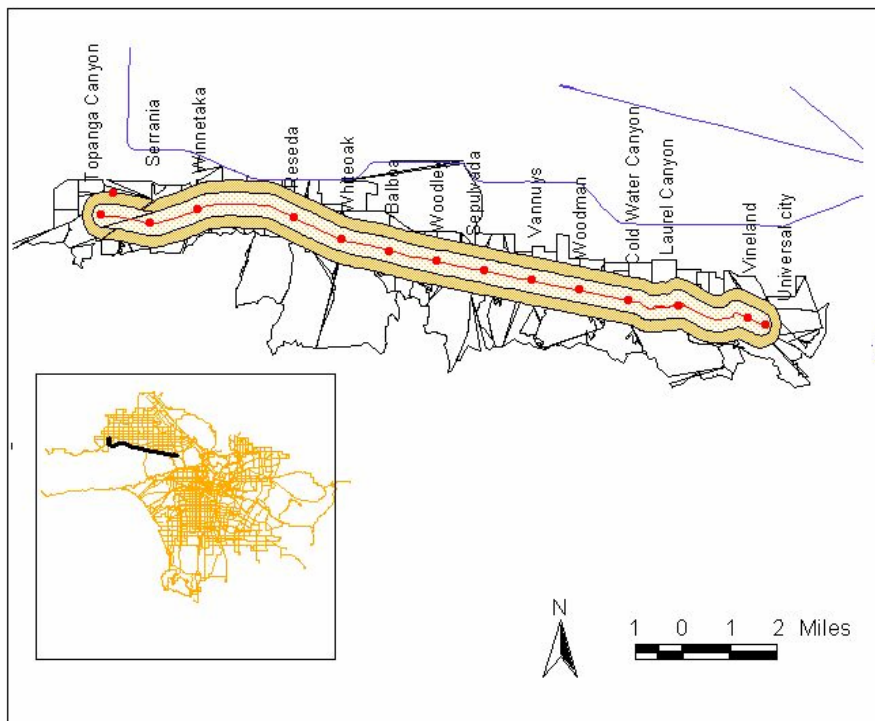 Topanga Canyon
Serrania
Winnetaka
Reseda
Whiteoak
Balboa
Woodley
Sepulvada
Vannuys
Woodman
Cold Water Canyon
Laurel Canyon
Vineland
Universal city
N
1 0 1 2 Miles